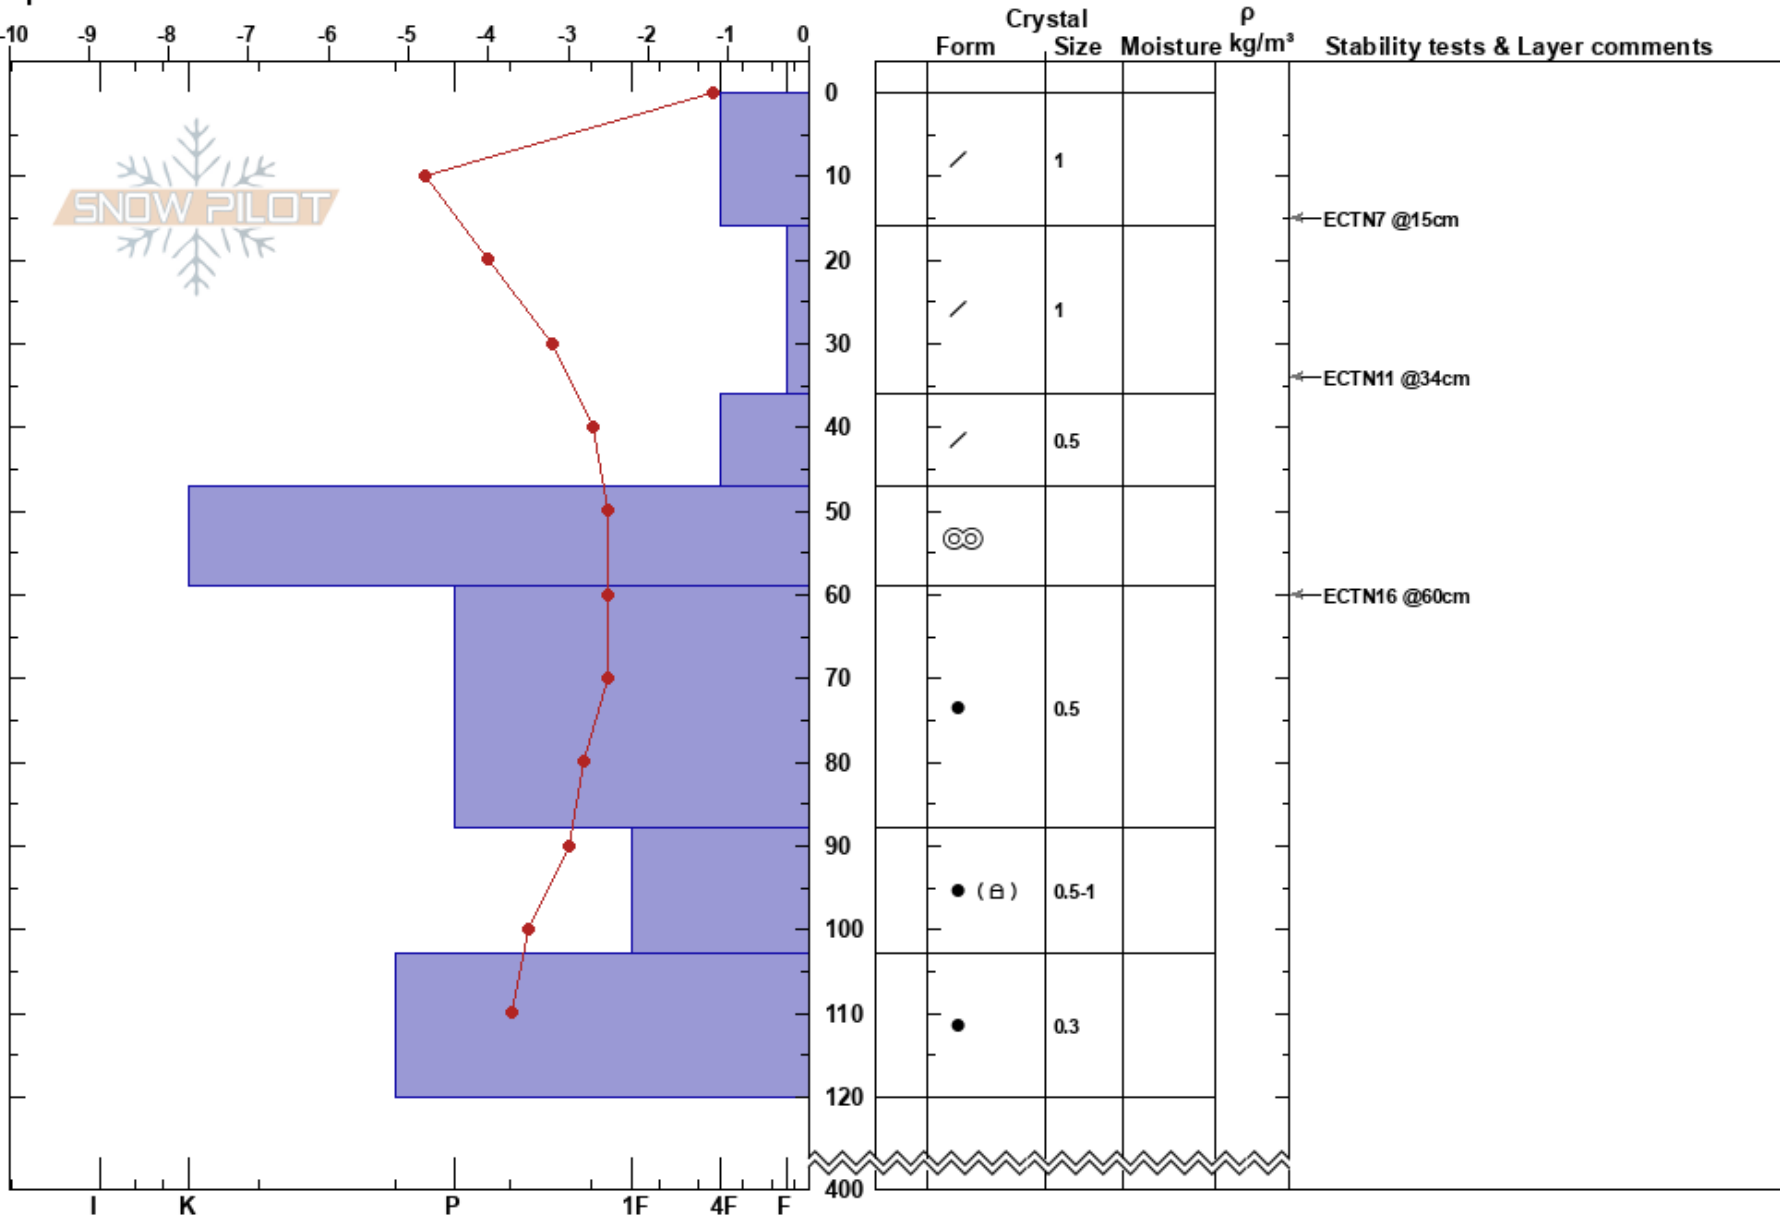 -10 -9 -8 -7 -6 -5 -4 -3 -2 -1 0
Crystal
ρ
Form Size Moisture kg/m³ Stability tests & Layer comments
0
1
10
SNOW PILOT
ECTN7 @15cm
20
1
30
ECTN11 @34cm
40
0.5
50
60
ECTN16 @60cm
70
0.5
80
90
0.5-1
100
110
0.3
120
400
I K P 1F 4F F